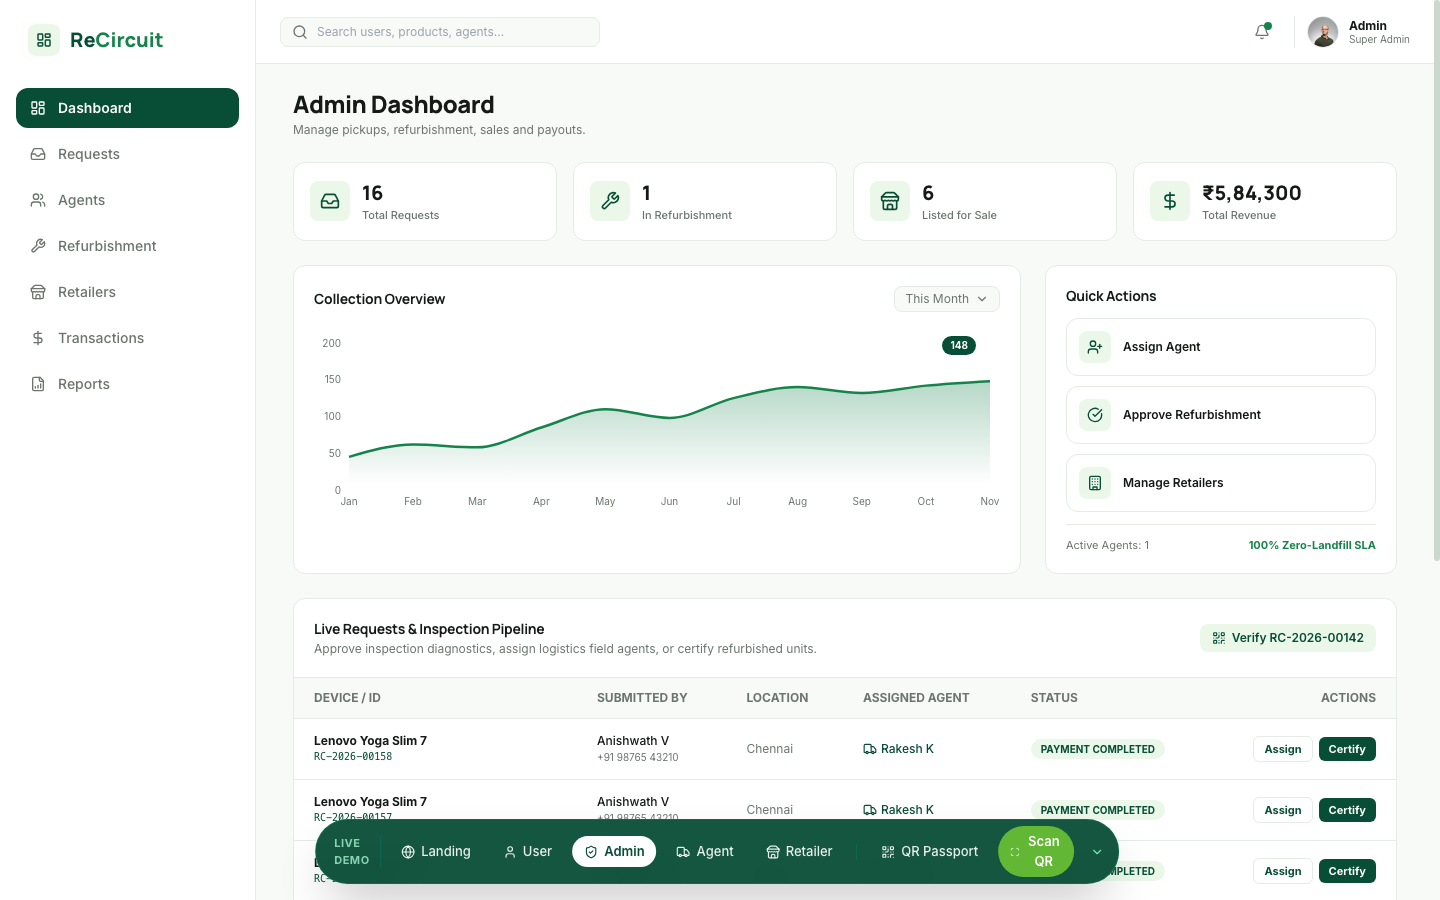 ReCircuit
Search users, products, agents...
Admin
Super Admin
Dashboard
Requests
Agents
Refurbishment
Retailers
Transactions
Reports
Admin Dashboard
Manage pickups, refurbishment, sales and payouts.
16
Total Requests
1
In Refurbishment
6
Listed for Sale
₹5,84,300
Total Revenue
Collection Overview
This Month
200
150
100
50
0
148
Jan Feb Mar Apr May Jun Jul Aug Sep Oct Nov
Quick Actions
Assign Agent
Approve Refurbishment
Manage Retailers
Active Agents: 1 100% Zero-Landfill SLA
Live Requests & Inspection Pipeline
Approve inspection diagnostics, assign logistics field agents, or certify refurbished units.
Verify RC-2026-00142
DEVICE / ID SUBMITTED BY LOCATION ASSIGNED AGENT STATUS ACTIONS
Lenovo Yoga Slim 7 Anishwath V Chennai Rakesh K PAYMENT COMPLETED Assign Certify
RC-2026-00158 +91 98765 43210
Lenovo Yoga Slim 7 Anishwath V Chennai Rakesh K PAYMENT COMPLETED Assign Certify
RC-2026-00157 +91 98765 43210
Assign Certify
LIVE DEMO
Landing
User
Admin
Agent
Retailer
QR Passport
Scan QR